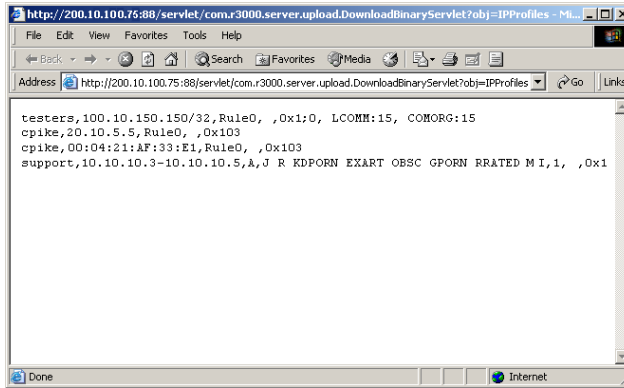 http://200.10.100.75:88/servlet/com.r3000.server.upload.DownloadBinaryServlet?obj=IPProfiles - Mi...
File Edit View Favorites Tools Help
Back Search Favorites Media
Address http://200.10.100.75:88/servlet/com.r3000.server.upload.DownloadBinaryServlet?obj=IPProfiles Go Links
testers,100.10.150.150/32,Rule0, ,0x1;0, LCOMM:15, COMORG:15
cpike,20.10.5.5,Rule0, ,0x103
cpike,00:04:21:AF:33:E1,Rule0, ,0x103
support,10.10.10.3-10.10.10.5,A,J R KDPORN EXART OBSC GPORN RRATED M I,1, ,0x1
Done Internet